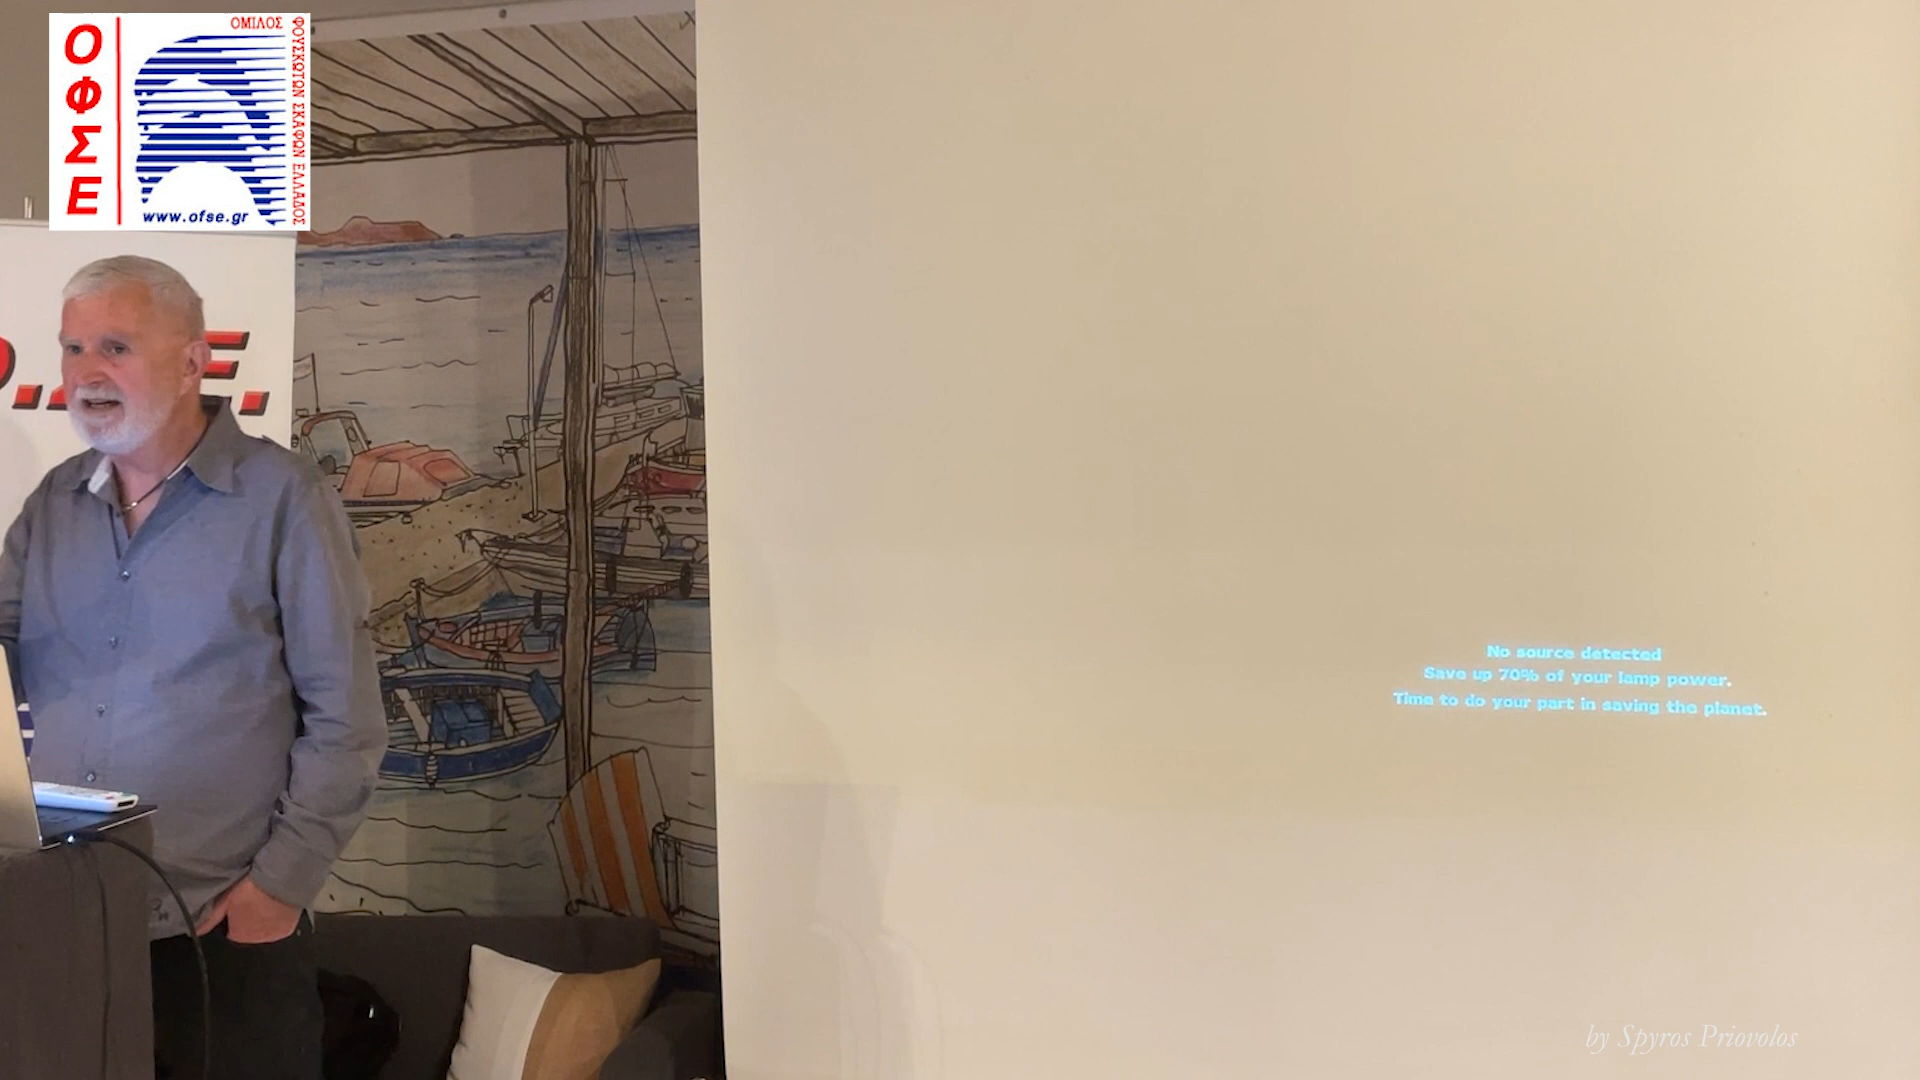 Ο
Φ
Σ
Ε
ΟΜΙΛΟΣ
ΦΟΥΣΚΩΤΩΝ ΣΚΑΦΩΝ ΕΛΛΑΔΟΣ
www.ofse.gr
Ε.
No source detected
Save up 70% of your lamp power.
Time to do your part in saving the planet.
by Spyros Priovolos